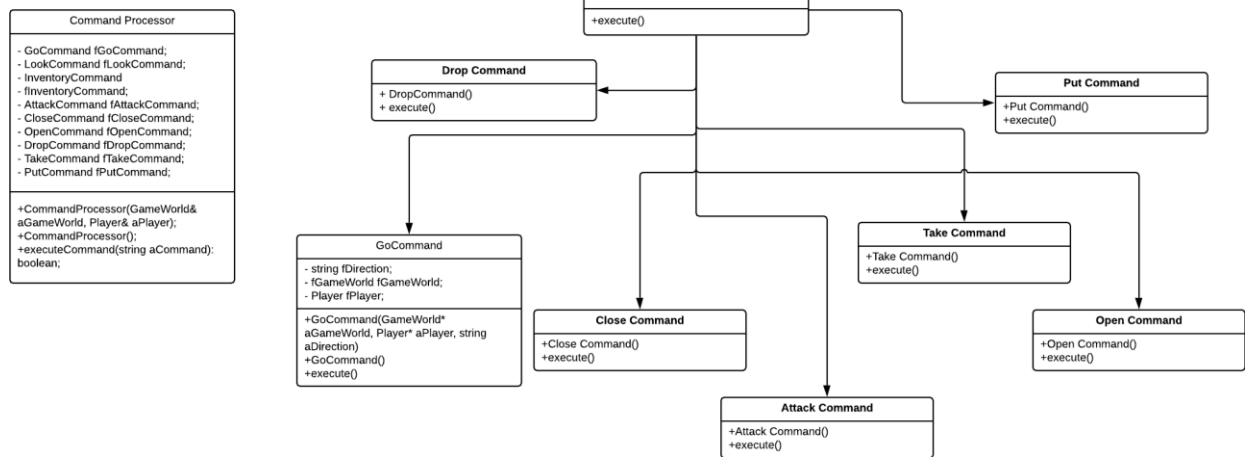 Command Processor
- GoCommand fGoCommand;
- LookCommand fLookCommand;
- InventoryCommand
fInventoryCommand;
- AttackCommand fAttackCommand;
- CloseCommand fCloseCommand;
- OpenCommand fOpenCommand;
- DropCommand fDropCommand;
- TakeCommand fTakeCommand;
- PutCommand fPutCommand;
+CommandProcessor(GameWorld&
aGameWorld, Player& aPlayer);
+CommandProcessor();
+executeCommand(string aCommand):
boolean;
+execute()
Drop Command
+ DropCommand()
+ execute()
Put Command
+Put Command()
+execute()
GoCommand
- string fDirection;
- fGameWorld fGameWorld;
- Player fPlayer;
+GoCommand(GameWorld*
aGameWorld, Player* aPlayer, string
aDirection)
+GoCommand()
+execute()
Take Command
+Take Command()
+execute()
Close Command
+Close Command()
+execute()
Open Command
+Open Command()
+execute()
Attack Command
+Attack Command()
+execute()